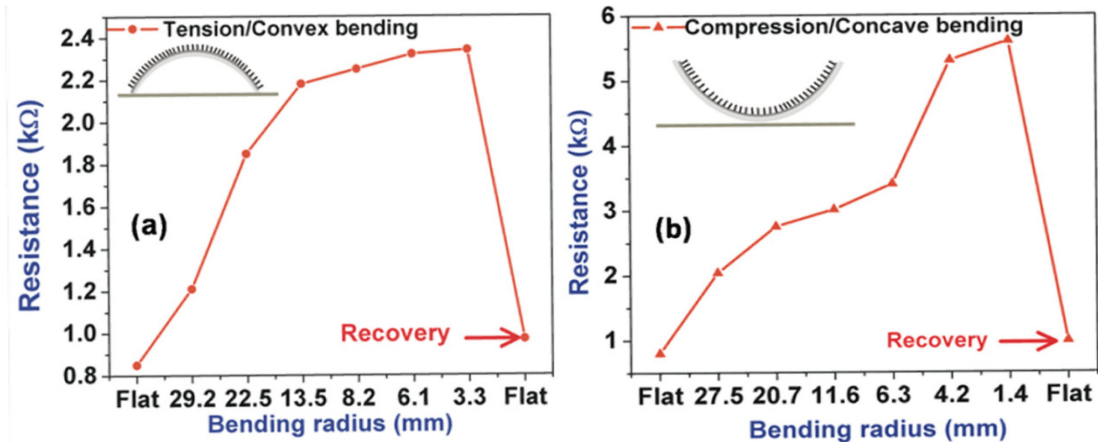 Tension/Convex bending
2.4
2.2
2.0
1.8
1.6
1.4
1.2
1.0
0.8
Resistance (kΩ)
(a)
Recovery
Flat 29.2 22.5 13.5 8.2 6.1 3.3 Flat
Bending radius (mm)
Compression/Concave bending
6
5
4
3
2
1
Resistance (kΩ)
(b)
Recovery
Flat 27.5 20.7 11.6 6.3 4.2 1.4 Flat
Bending radius (mm)